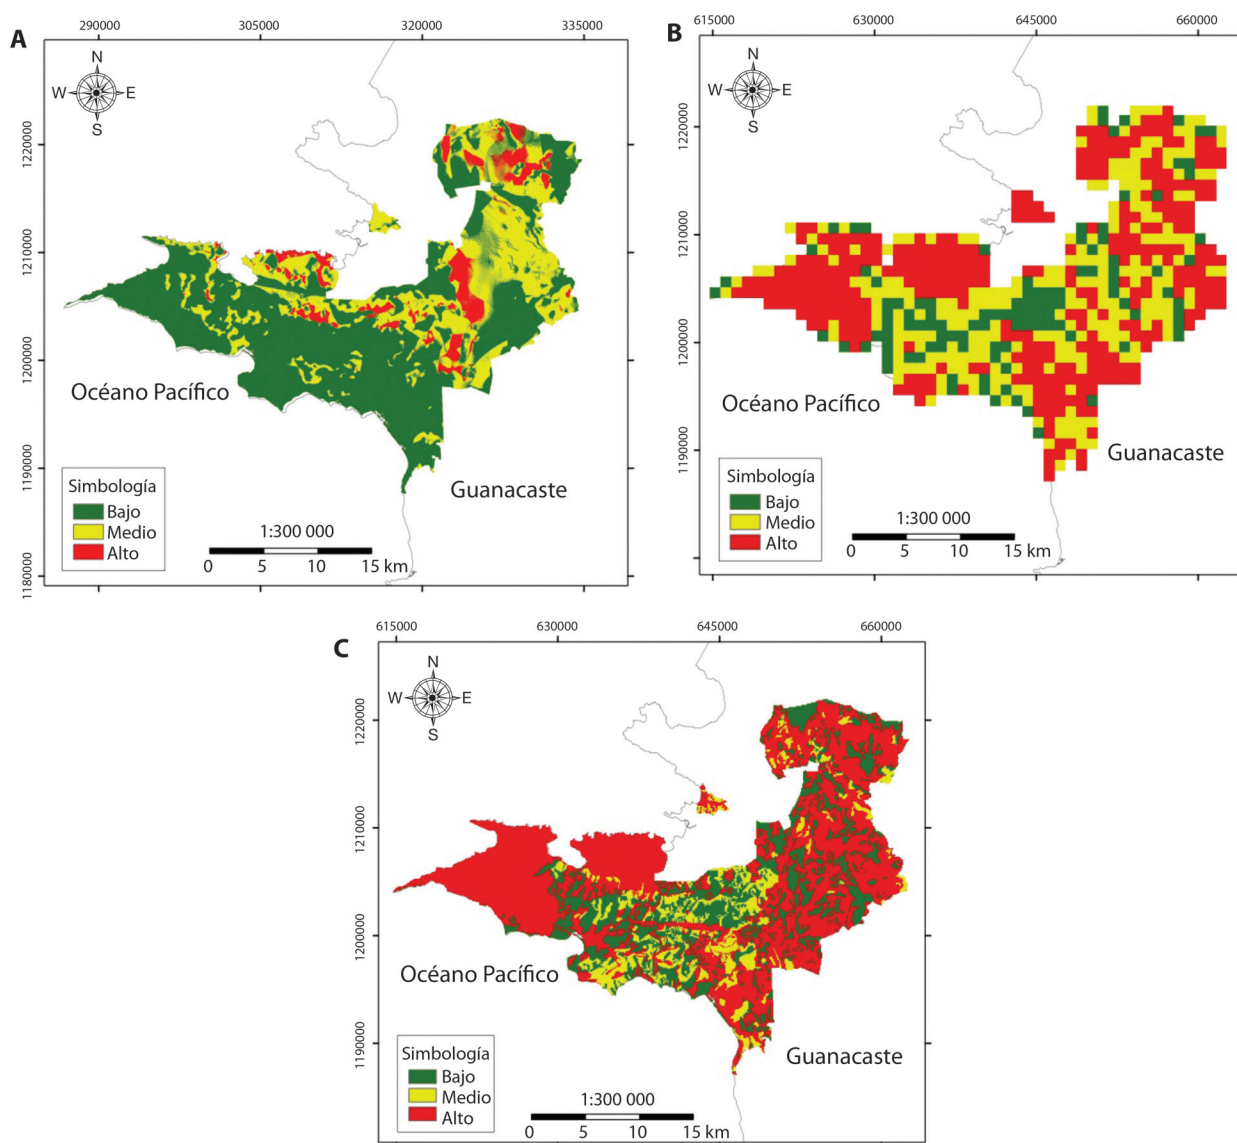 A
290000
305000
320000
335000
N
W
E
S
1220000
1210000
1200000
1190000
1180000
Océano Pacífico
Guanacaste
Simbología
Bajo
Medio
Alto
1:300 000
0 5 10 15 km
B
615000
630000
645000
660000
N
W
E
S
1220000
1210000
1200000
1190000
Océano Pacífico
Guanacaste
Simbología
Bajo
Medio
Alto
1:300 000
0 5 10 15 km
C
615000
630000
645000
660000
N
W
E
S
1220000
1210000
1200000
1190000
Océano Pacífico
Guanacaste
Simbología
Bajo
Medio
Alto
1:300 000
0 5 10 15 km